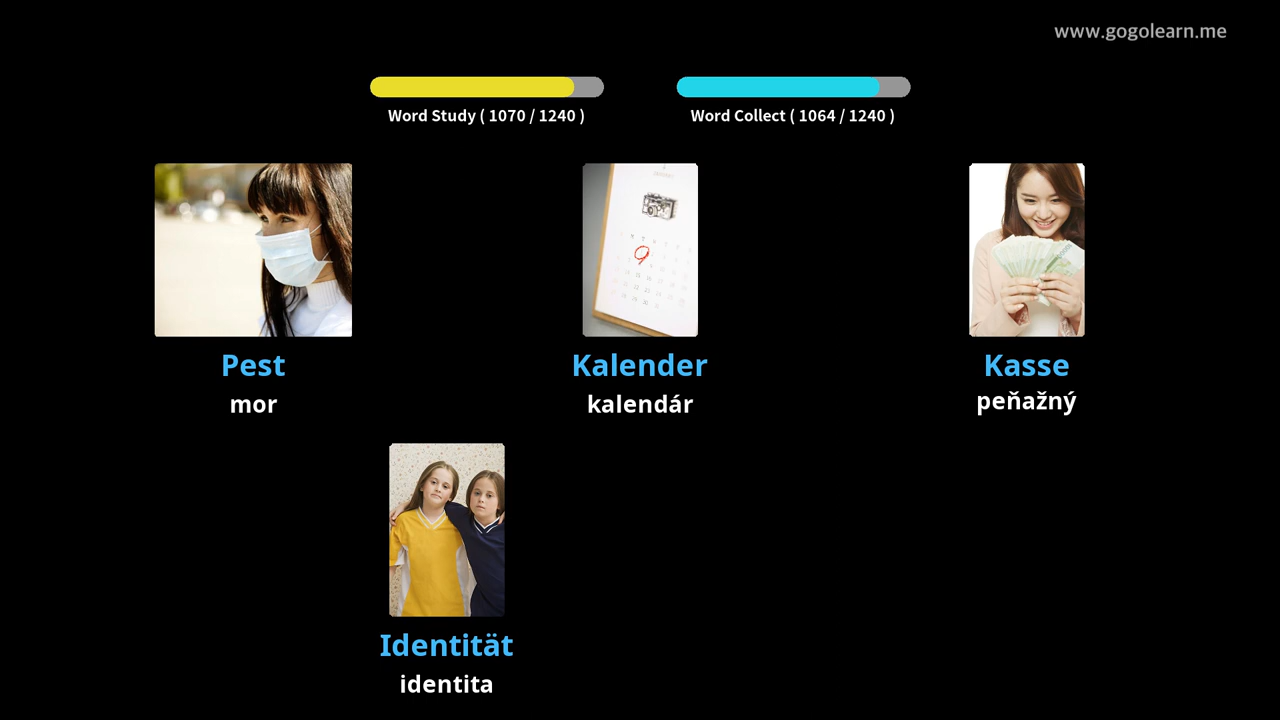 www.gogolearn.me
Word Study ( 1070 / 1240 )
Word Collect ( 1064 / 1240 )
Pest
mor
Kalender
kalendár
Kasse
peňažný
9
Identität
identita